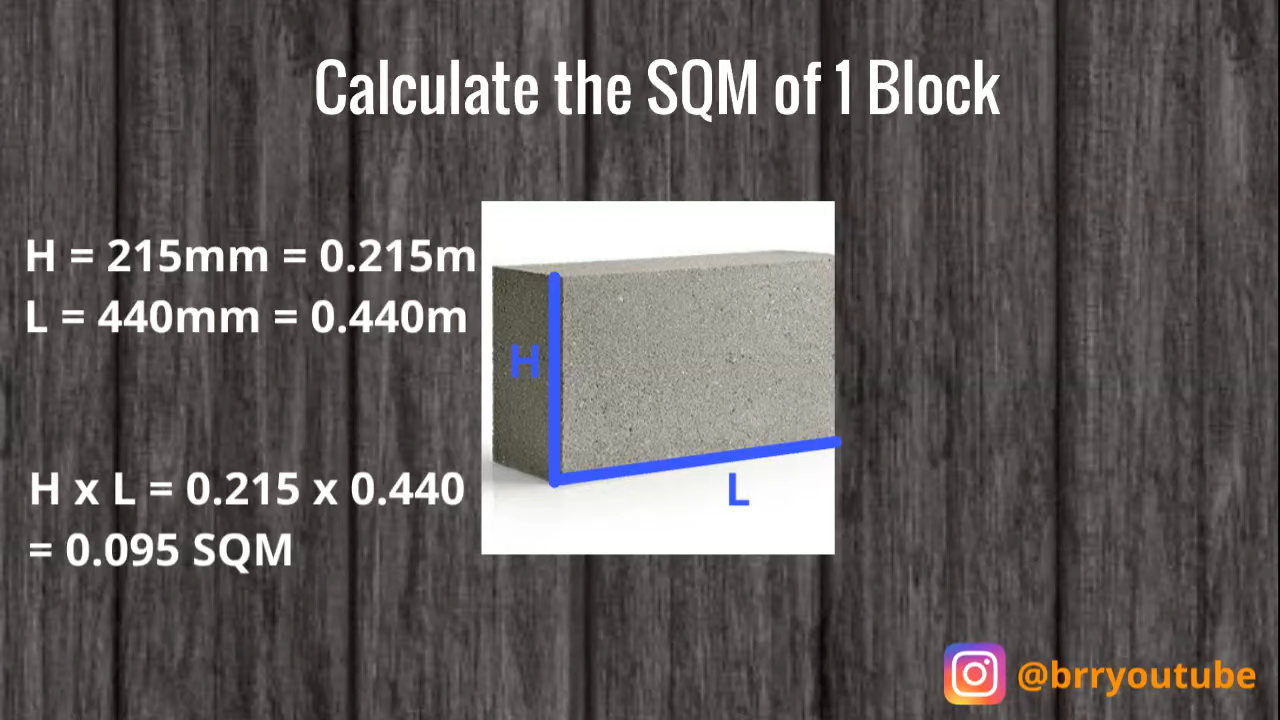 Calculate the SQM of 1 Block
H = 215mm = 0.215m
L = 440mm = 0.440m
H
L
H x L = 0.215 x 0.440
= 0.095 SQM
@brryoutube